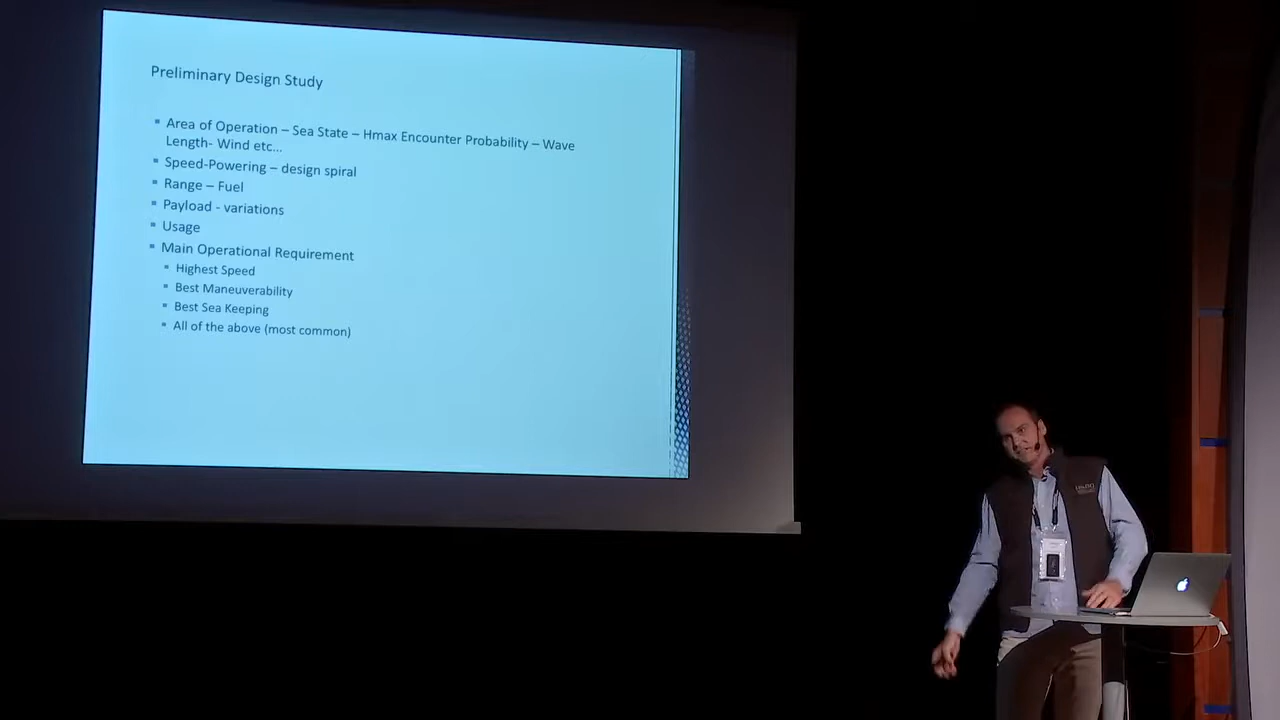 Preliminary Design Study
▪ Area of Operation – Sea State – Hmax Encounter Probability – Wave
Length- Wind etc...
▪ Speed-Powering – design spiral
▪ Range – Fuel
▪ Payload - variations
▪ Usage
▪ Main Operational Requirement
▪ Highest Speed
▪ Best Maneuverability
▪ Best Sea Keeping
▪ All of the above (most common)